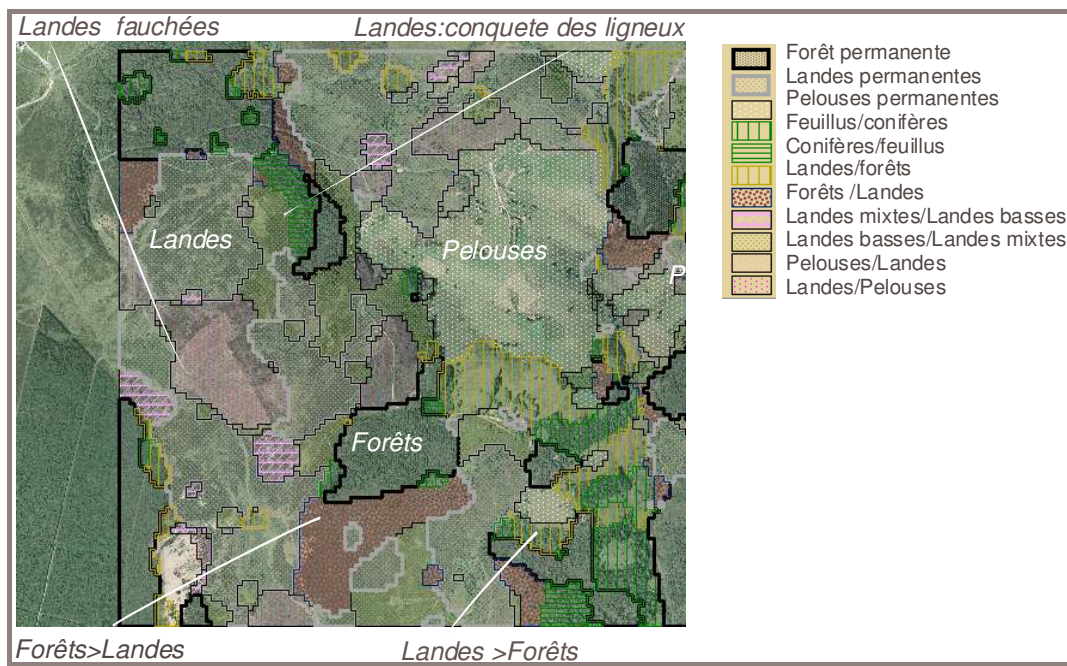 Landes fauchées
Landes:conquete des ligneux
Forêt permanente
Landes permanentes
Pelouses permanentes
Feuillus/conifères
Conifères/feuillus
Landes/forêts
Forêts /Landes
Landes mixtes/Landes basses
Landes basses/Landes mixtes
Pelouses/Landes
Landes/Pelouses
Landes
Pelouses
P
Forêts
Forêts>Landes
Landes >Forêts